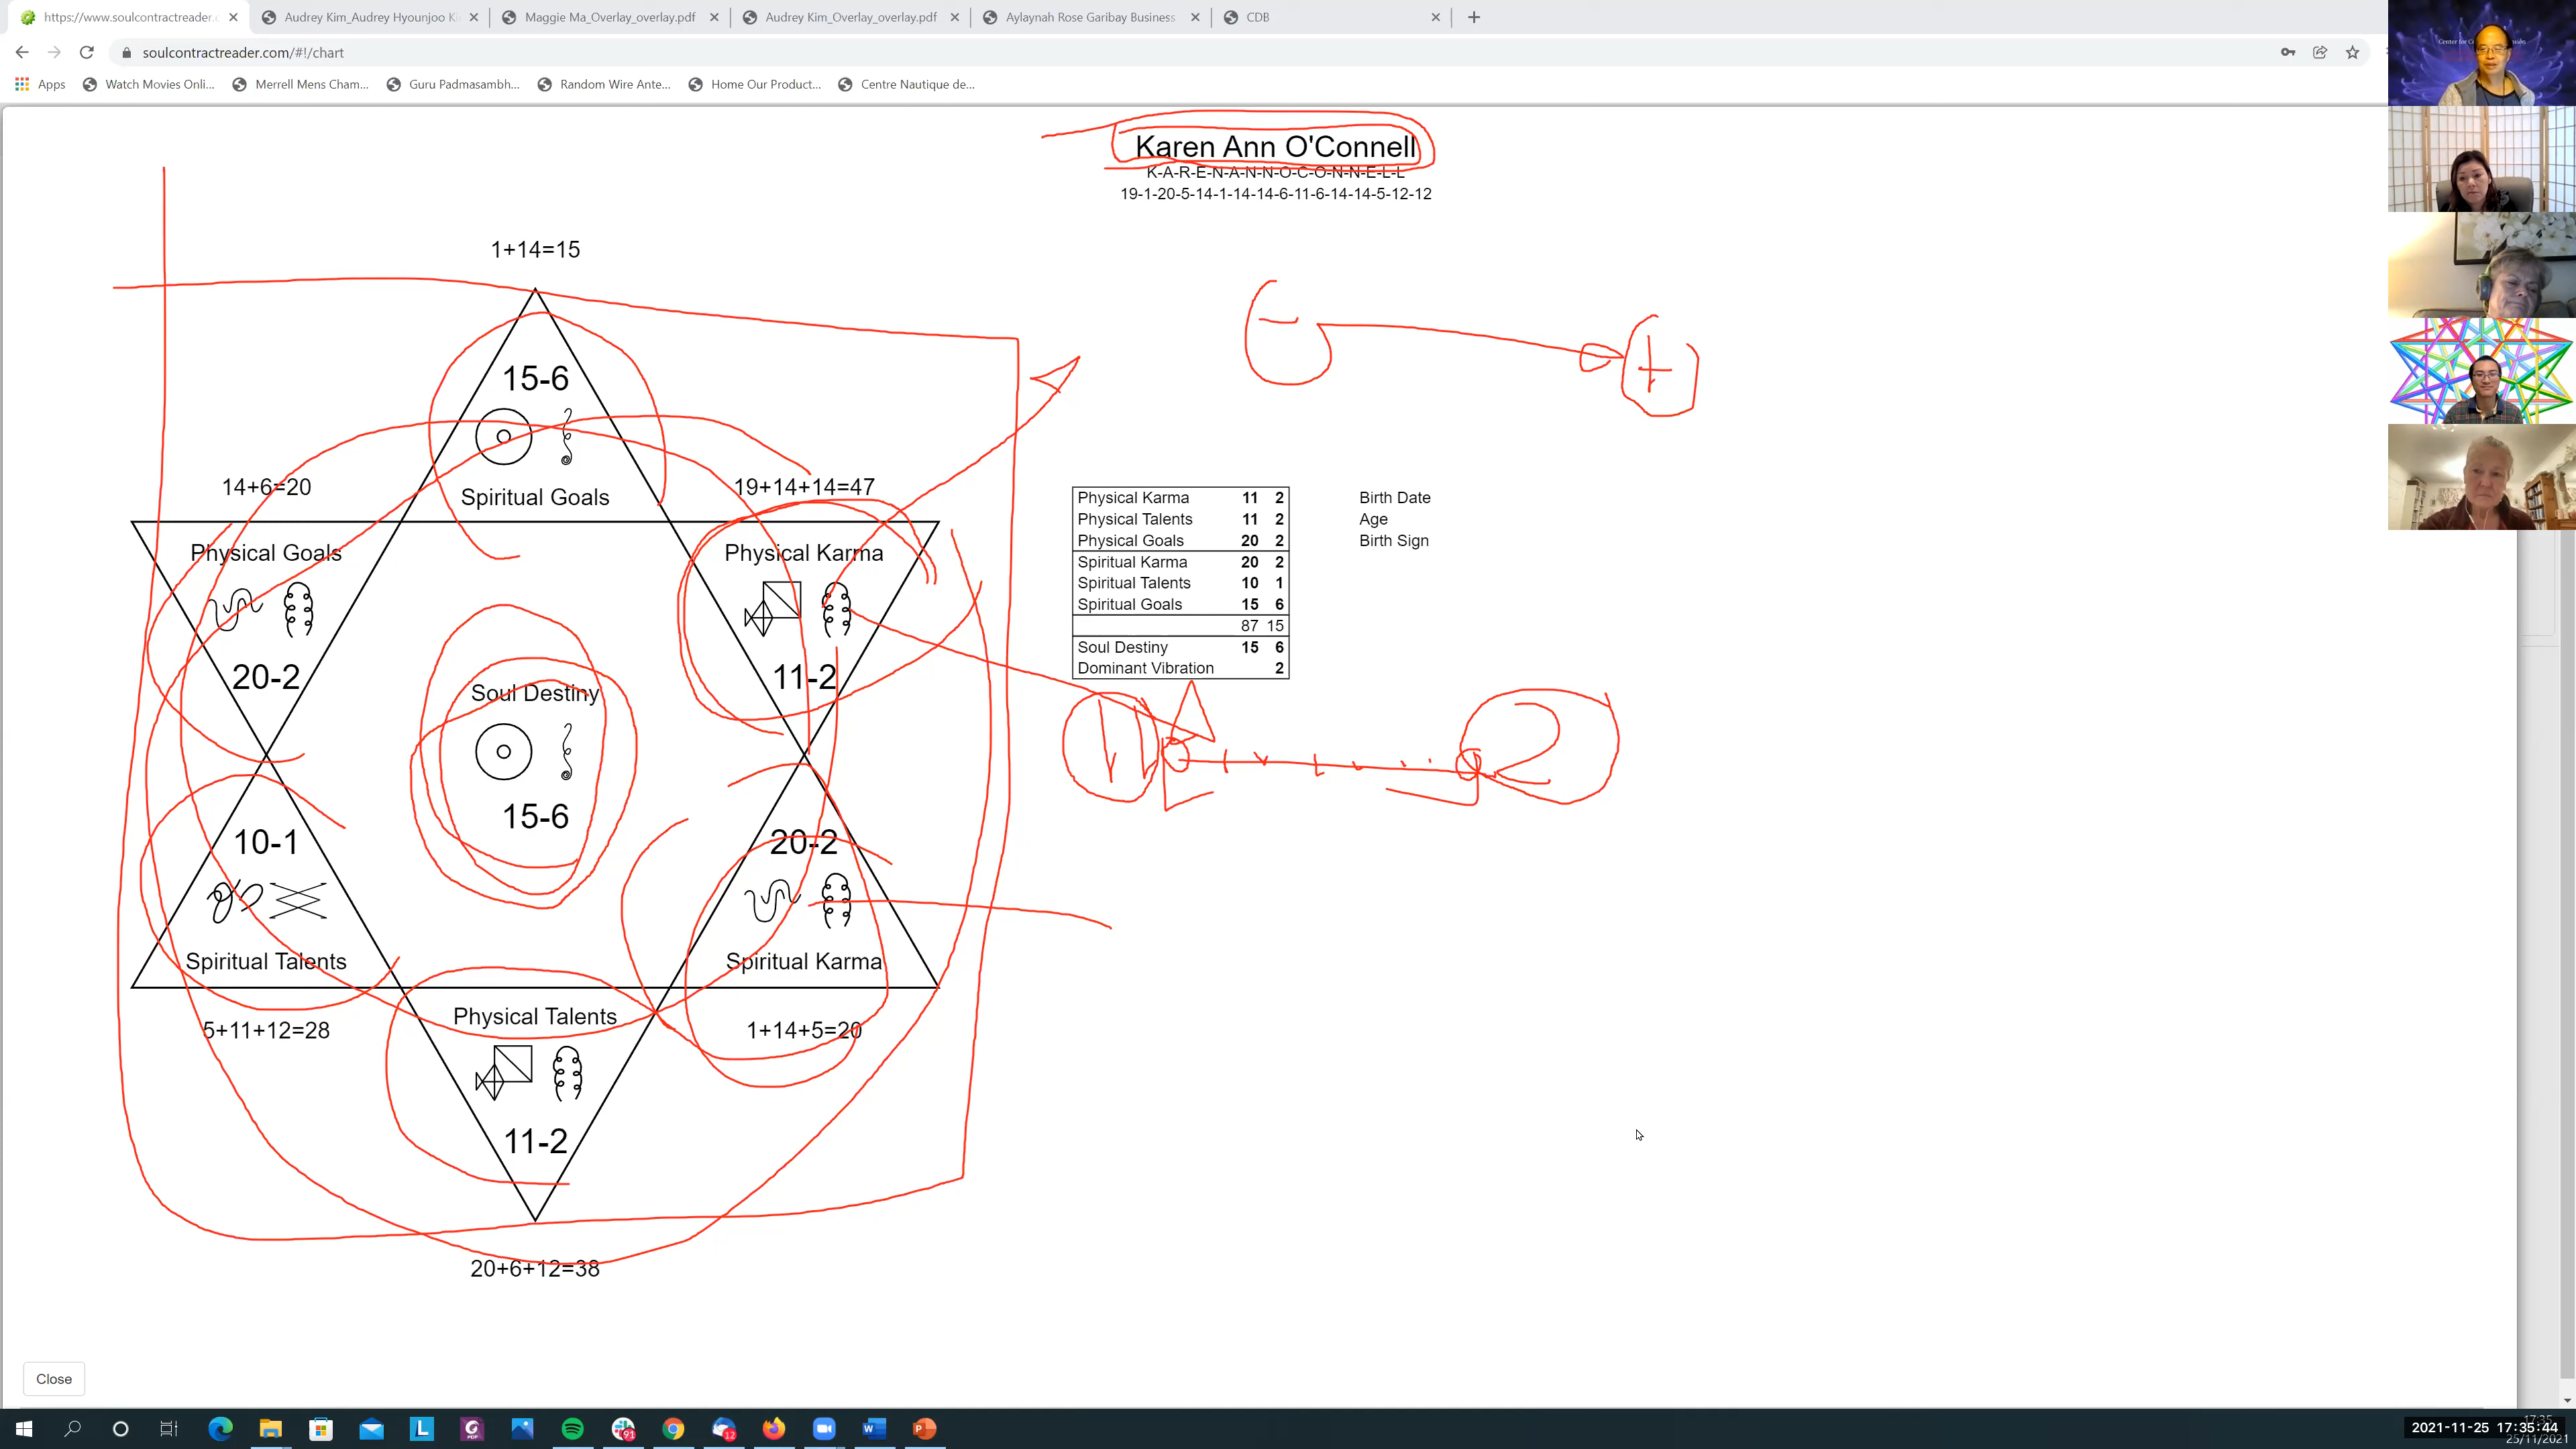 https://www.soulcontractreader.
Audrey Kim_Audrey Hyounjoo Ki
Maggie Ma_Overlay_overlay.pdf
Audrey Kim_Overlay_overlay.pdf
Aylaynah Rose Garibay Business
CDB
soulcontractreader.com/#!/chart
Apps
Watch Movies Onli...
Merrell Mens Cham...
Guru Padmasambh...
Random Wire Ante...
Home Our Product...
Centre Nautique de...
Karen Ann O'Connell
K-A-R-E-N-A-N-N-O-C-O-N-N-E-L-L
19-1-20-5-14-1-14-14-6-11-6-14-14-5-12-12
1+14=15
15-6
Spiritual Goals
14+6=20
19+14+14=47
Physical Goals
20-2
Physical Karma
11-2
Soul Destiny
15-6
10-1
Spiritual Talents
5+11+12=28
20-2
Spiritual Karma
1+14+5=20
Physical Talents
11-2
20+6+12=38
- +
Physical Karma 11 2
Physical Talents 11 2
Physical Goals 20 2
Spiritual Karma 20 2
Spiritual Talents 10 1
Spiritual Goals 15 6
87 15
Soul Destiny 15 6
Dominant Vibration 2
Birth Date
Age
Birth Sign
11 2
Close
91
12
2021-11-25 17:35:44
25/11/2021